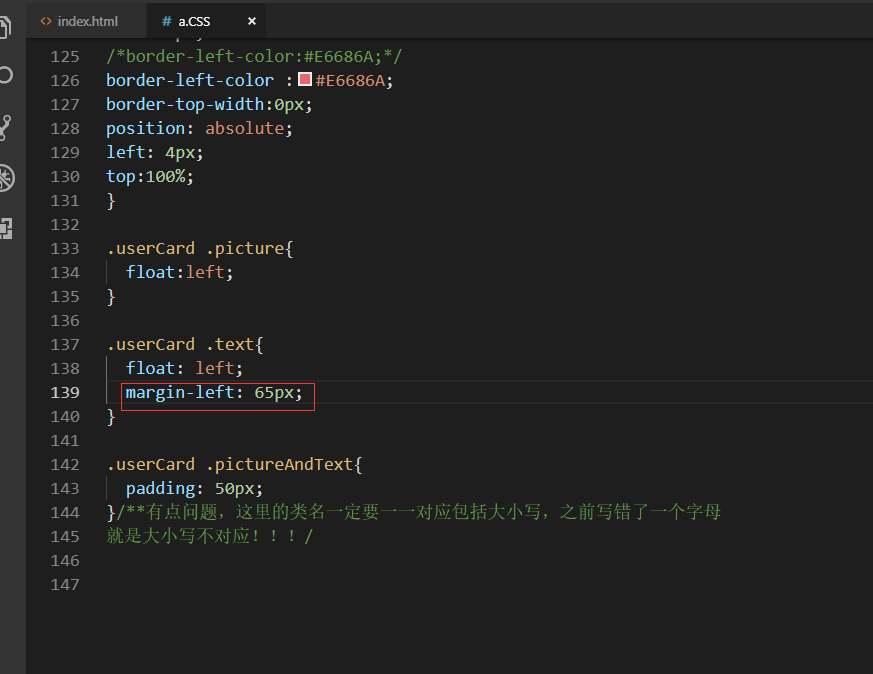 index.html
# a.CSS
125 /*border-left-color:#E6686A;*/
126 border-left-color :#E6686A;
127 border-top-width:0px;
128 position: absolute;
129 left: 4px;
130 top:100%;
131 }
132
133 .userCard .picture{
134 float:left;
135 }
136
137 .userCard .text{
138 float: left;
139 margin-left: 65px;
140 }
141
142 .userCard .pictureAndText{
143 padding: 50px;
144 }/**有点问题，这里的类名一定要一一对应包括大小写，之前写错了一个字母
145 就是大小写不对应！！！/
146
147